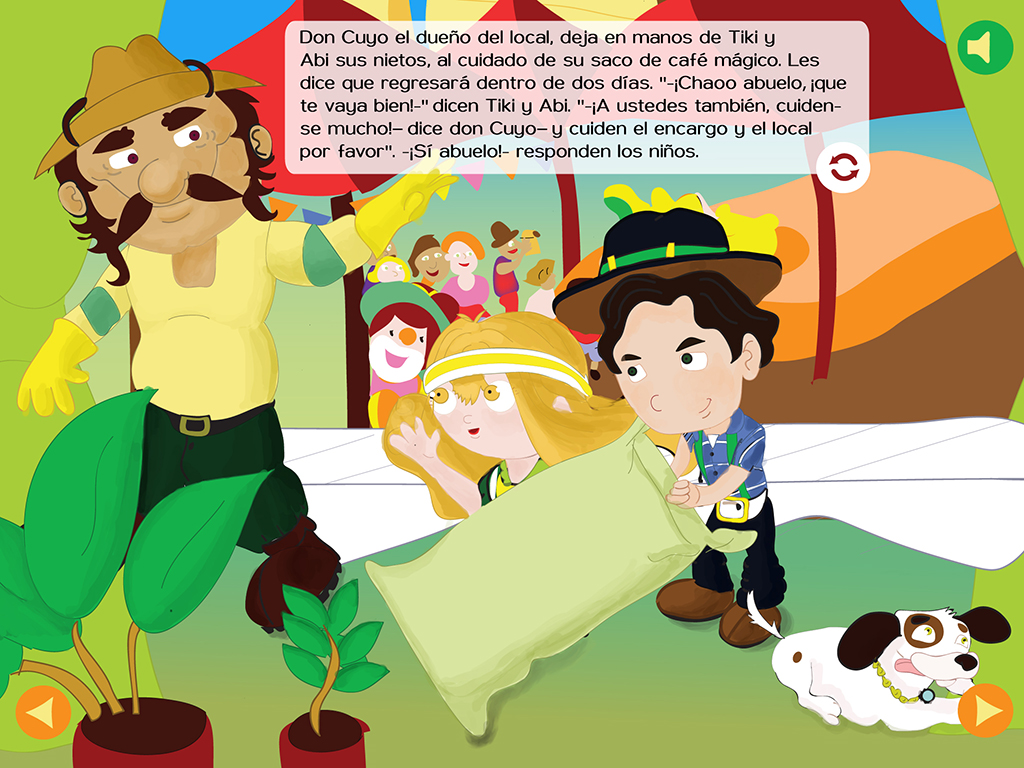 Don Cuyo el dueño del local, deja en manos de Tiki y
Abi sus nietos, al cuidado de su saco de café mágico. Les
dice que regresará dentro de dos días. "-¡Chaoo abuelo, ¡que
te vaya bien!-" dicen Tiki y Abi. "-¡A ustedes también, cuiden-
se mucho!– dice don Cuyo– y cuiden el encargo y el local
por favor". -¡Sí abuelo!- responden los niños.